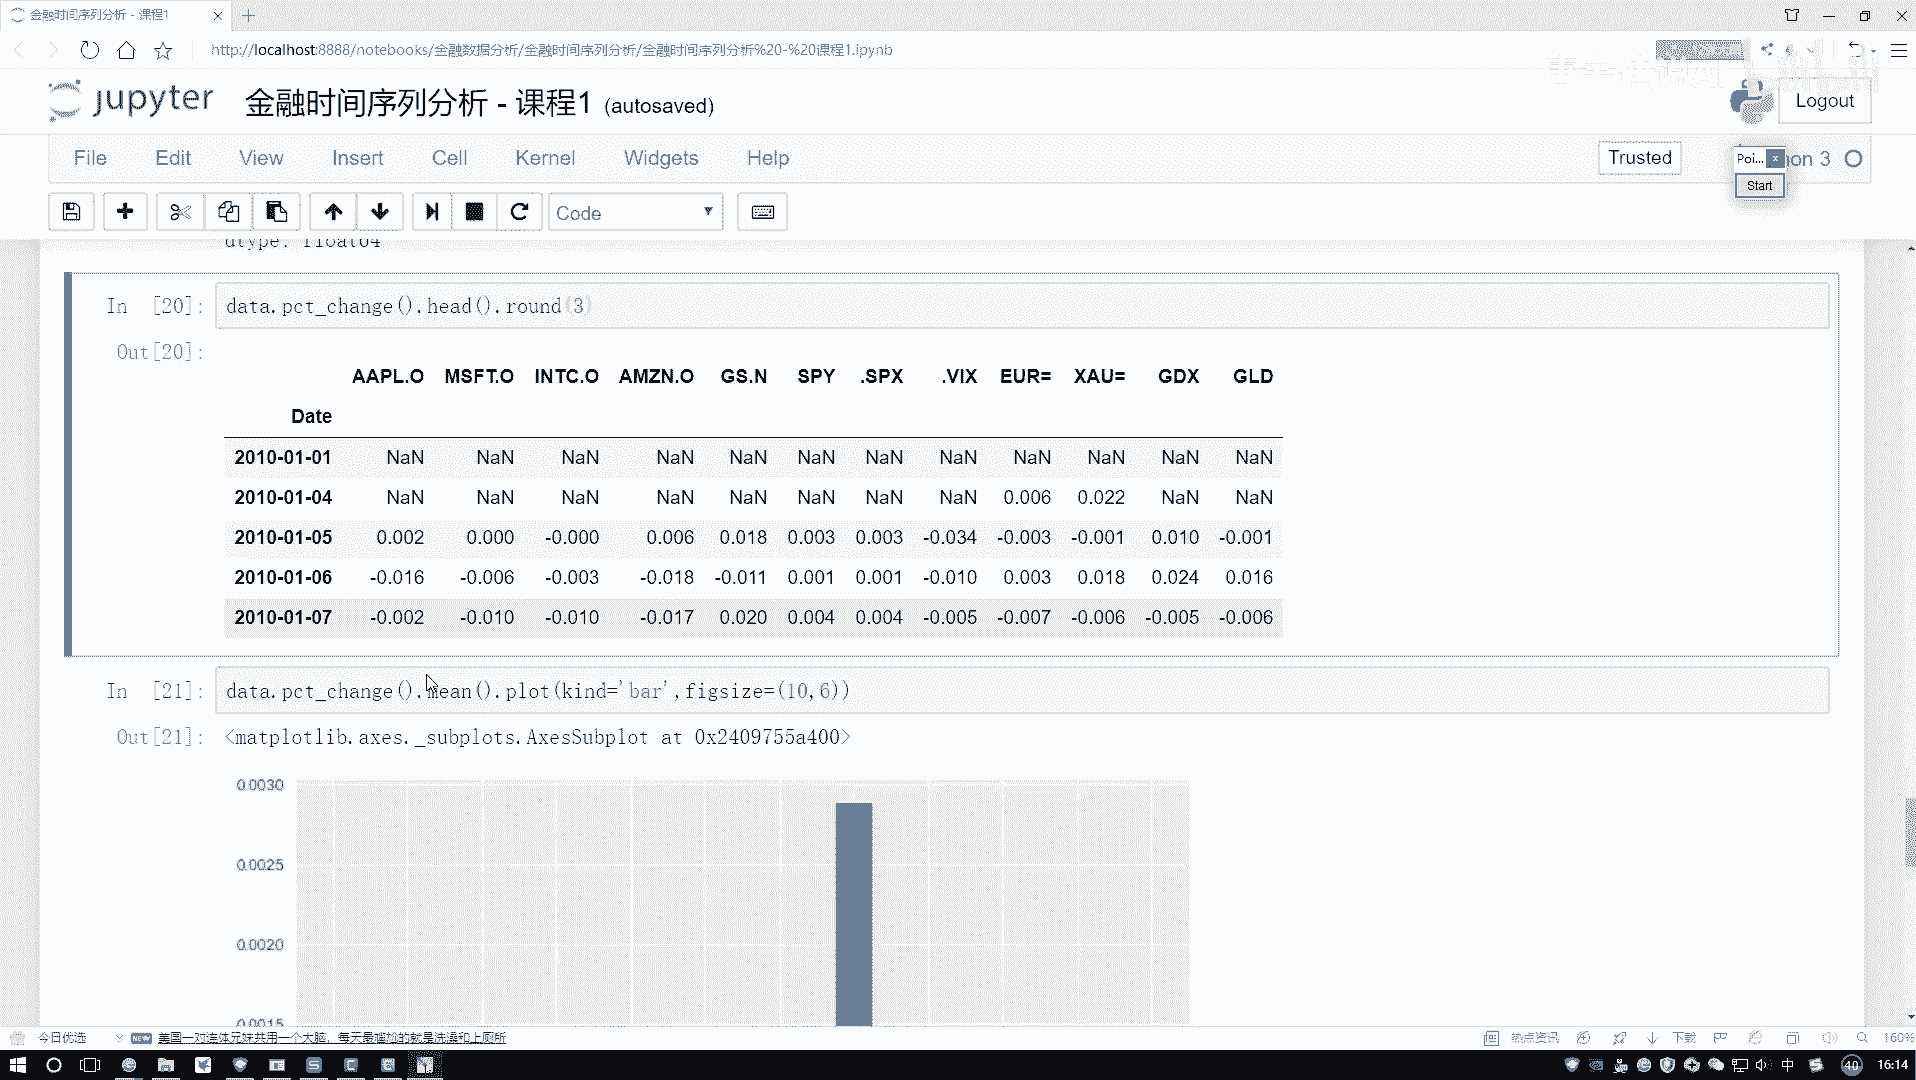 金融时间序列分析 - 课程1
http://localhost:8888/notebooks/金融数据分析/金融时间序列分析/金融时间序列分析%20-%20课程1.ipynb
jupyter 金融时间序列分析 - 课程1 (autosaved)
Logout
File Edit View Insert Cell Kernel Widgets Help
Trusted
Poi... x
on 3
Start
Code
dtype: float64
In [20]: data.pct_change().head().round(3)
Out[20]:
AAPL.O MSFT.O INTC.O AMZN.O GS.N SPY .SPX .VIX EUR= XAU= GDX GLD
Date
2010-01-01 NaN NaN NaN NaN NaN NaN NaN NaN NaN NaN NaN NaN
2010-01-04 NaN NaN NaN NaN NaN NaN NaN NaN 0.006 0.022 NaN NaN
2010-01-05 0.002 0.000 -0.000 0.006 0.018 0.003 0.003 -0.034 -0.003 -0.001 0.010 -0.001
2010-01-06 -0.016 -0.006 -0.003 -0.018 -0.011 0.001 0.001 -0.010 0.003 0.018 0.024 0.016
2010-01-07 -0.002 -0.010 -0.010 -0.017 0.020 0.004 0.004 -0.005 -0.007 -0.006 -0.005 -0.006
In [21]: data.pct_change().mean().plot(kind='bar',figsize=(10,6))
Out[21]: <matplotlib.axes._subplots.AxesSubplot at 0x2409755a400>
0.0030
0.0025
0.0020
0.0015
今日优选
NEW 美国一对连体兄妹共用一个大脑，每天最尴尬的就是洗澡和上厕所
热点资讯
下载
160%
中
40
16:14